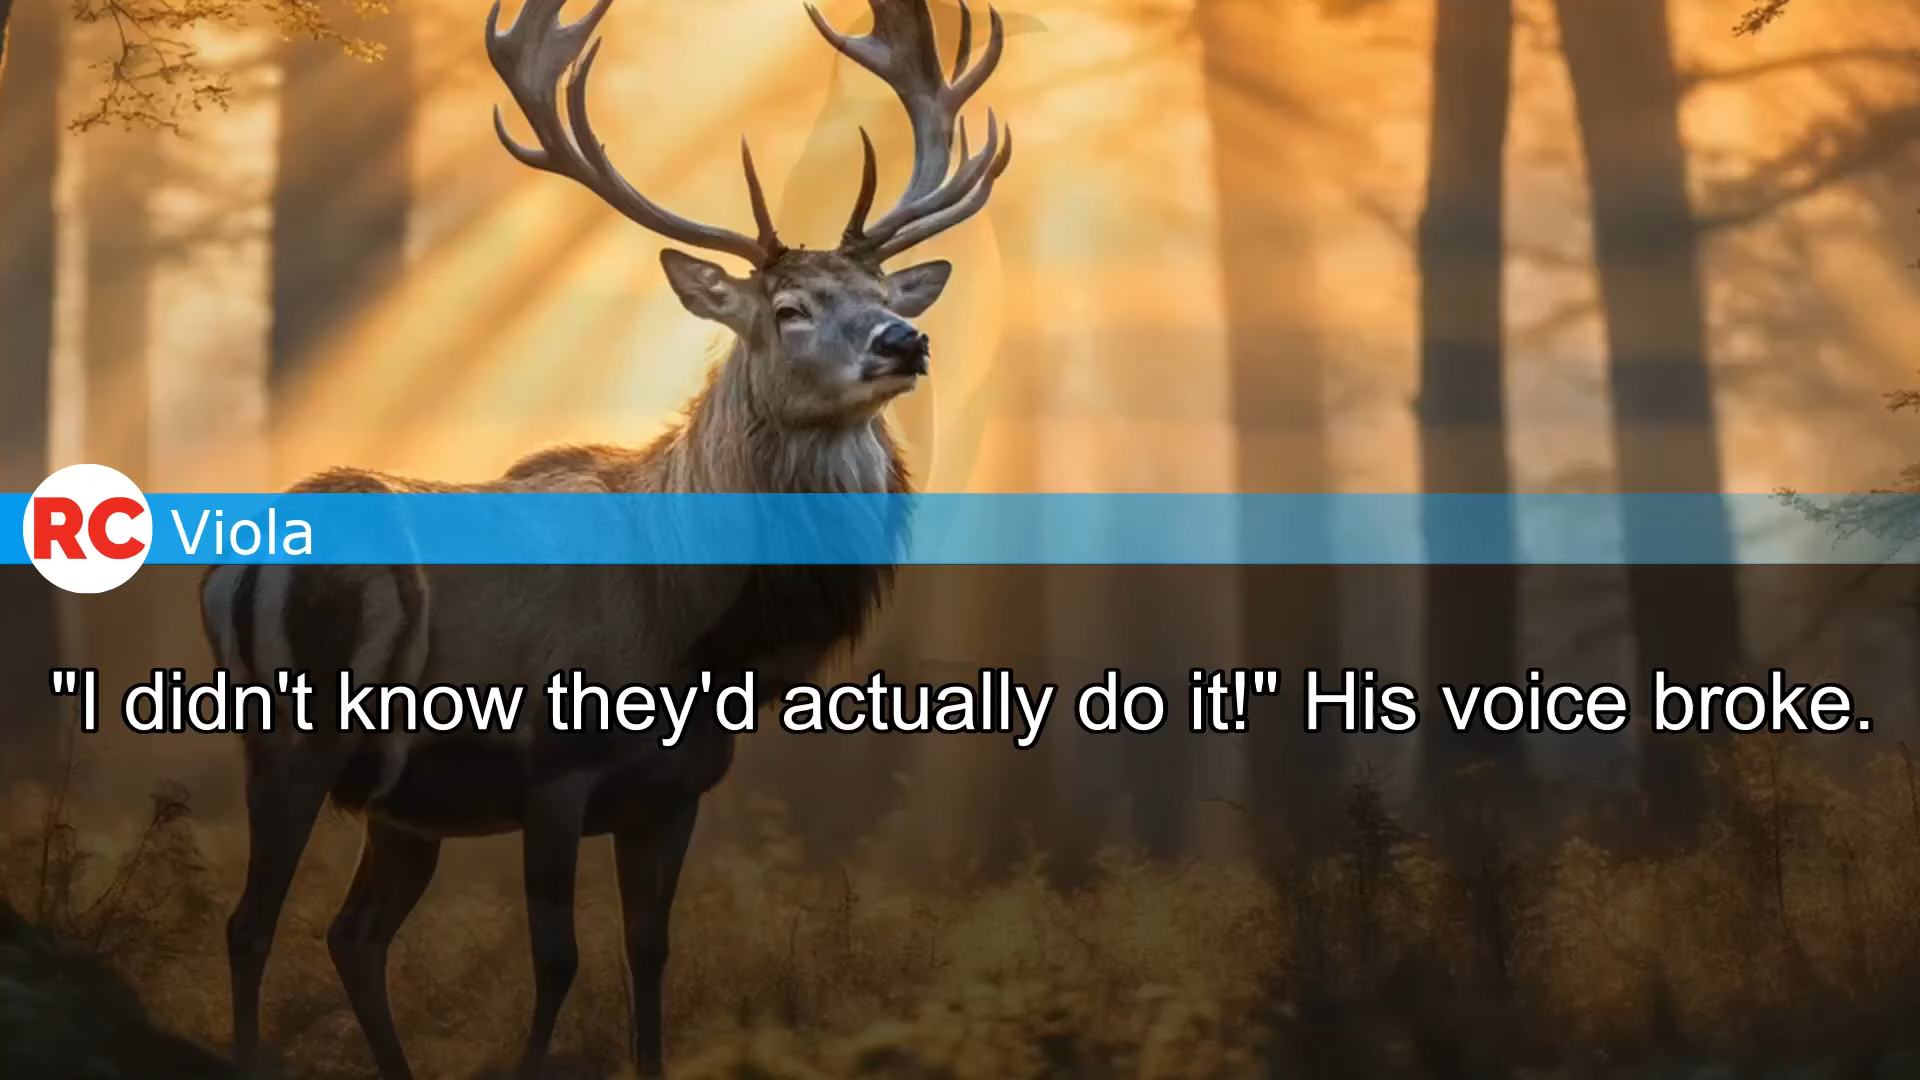 RC Viola
"I didn't know they'd actually do it!" His voice broke.